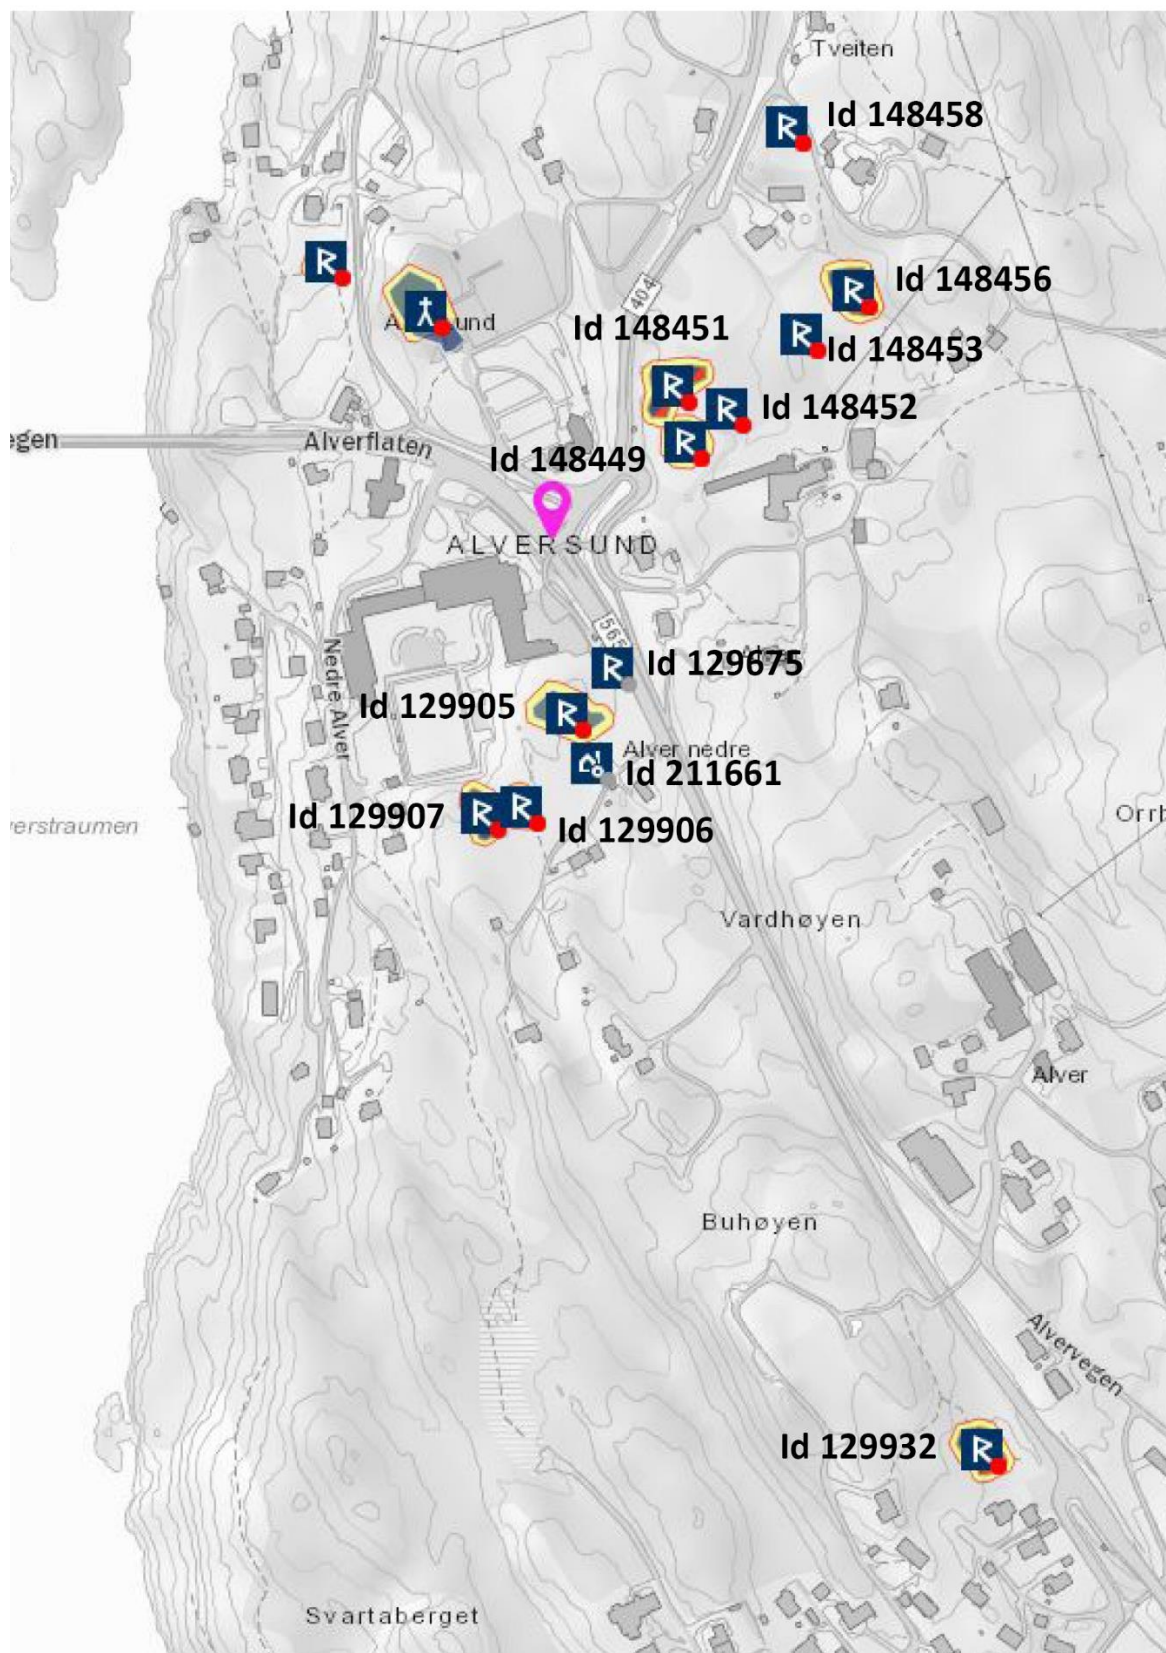 Tveiten
Id 148458
Id 148456
404
Id 148451
Id 148453
Id 148452
egen
Alverflaten
Id 148449
ALVERSUND
565
Nedre Alver
Id 129675
Id 129905
Alver nedre
Id 211661
Id 129907
Id 129906
erstraumen
Orrh
Vardhøyen
Alver
Buhøyen
Alvervegen
Id 129932
Svartaberget